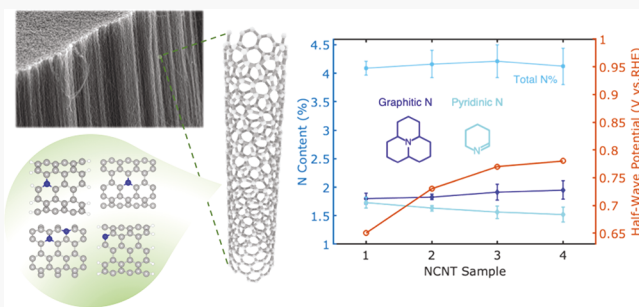 4.5
4
3.5
3
2.5
2
1.5
1
N Content (%)
Total N%
Graphitic N
Pyridinic N
N
N
1
2
3
4
NCNT Sample
1
0.95
0.9
0.85
0.8
0.75
0.7
0.65
Half-Wave Potential (V vs RHE)